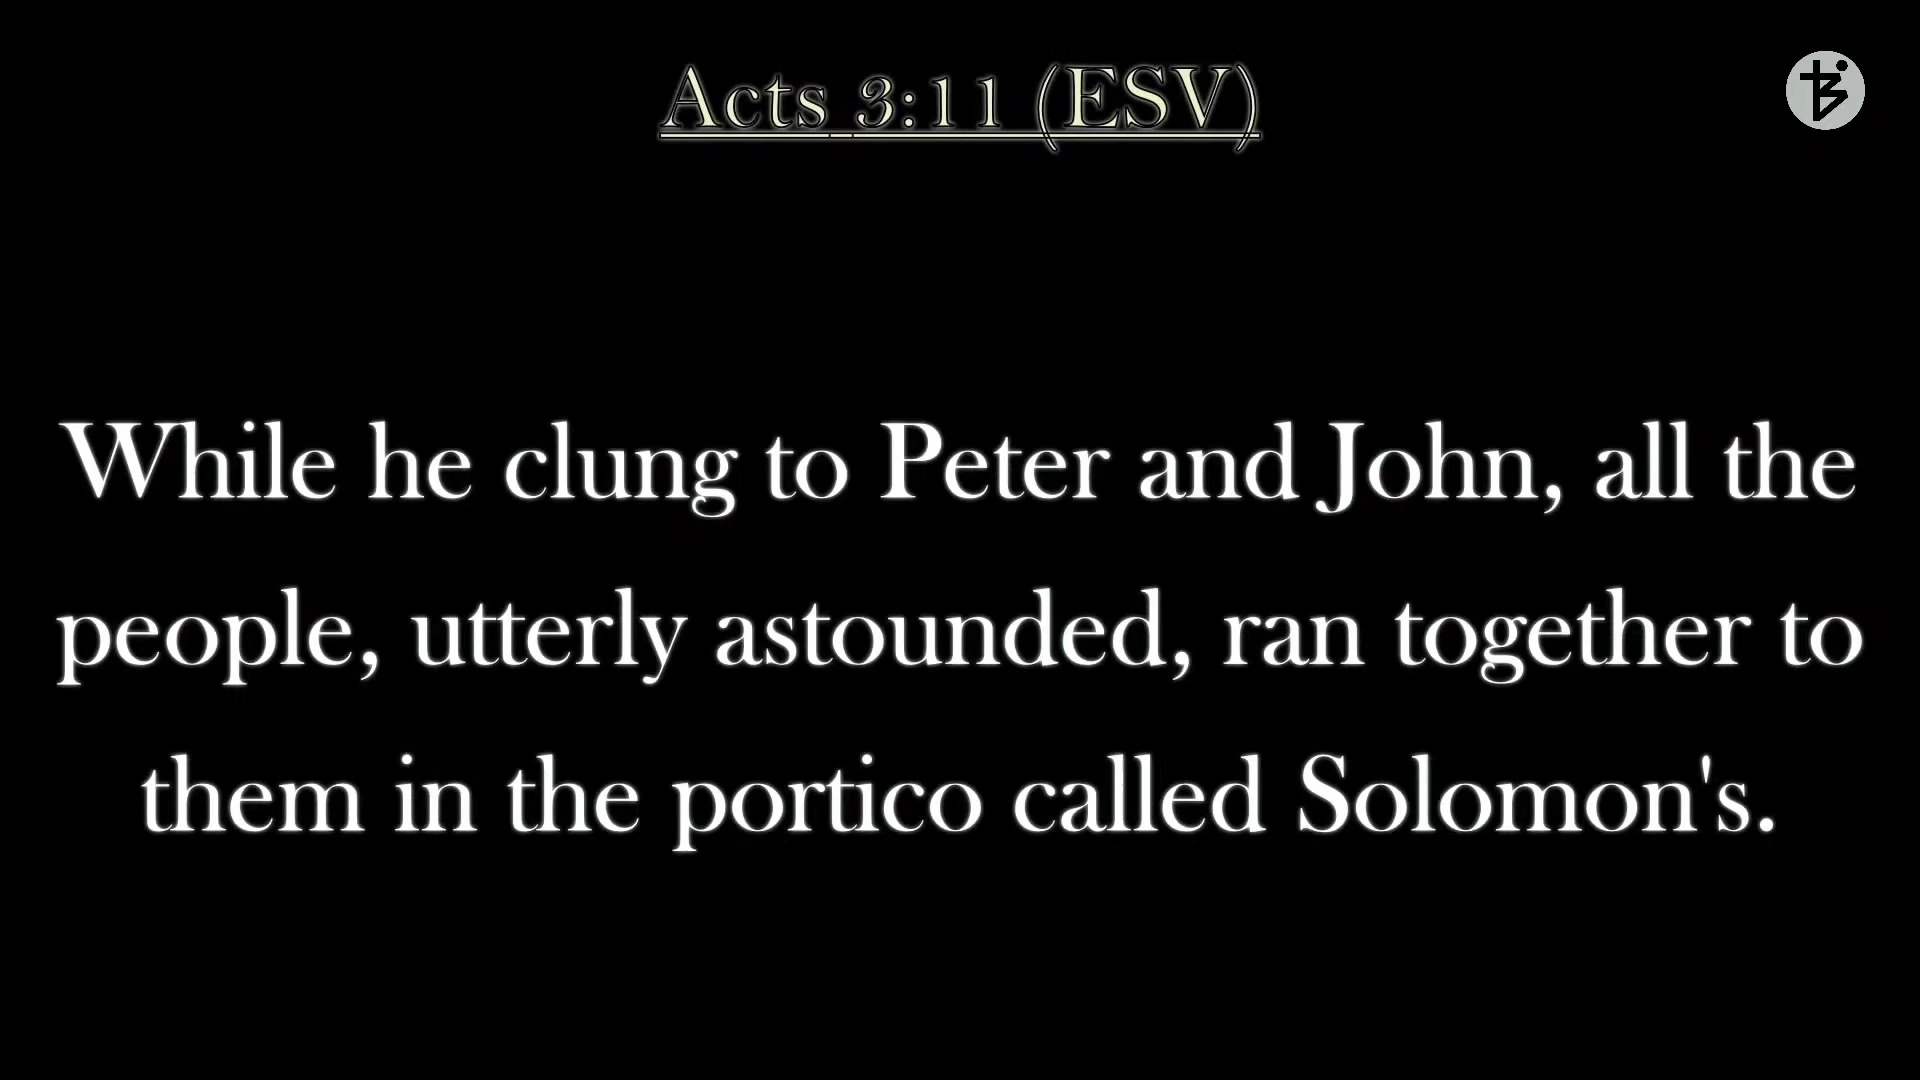 Acts 3:11 (ESV)
While he clung to Peter and John, all the
people, utterly astounded, ran together to
them in the portico called Solomon's.